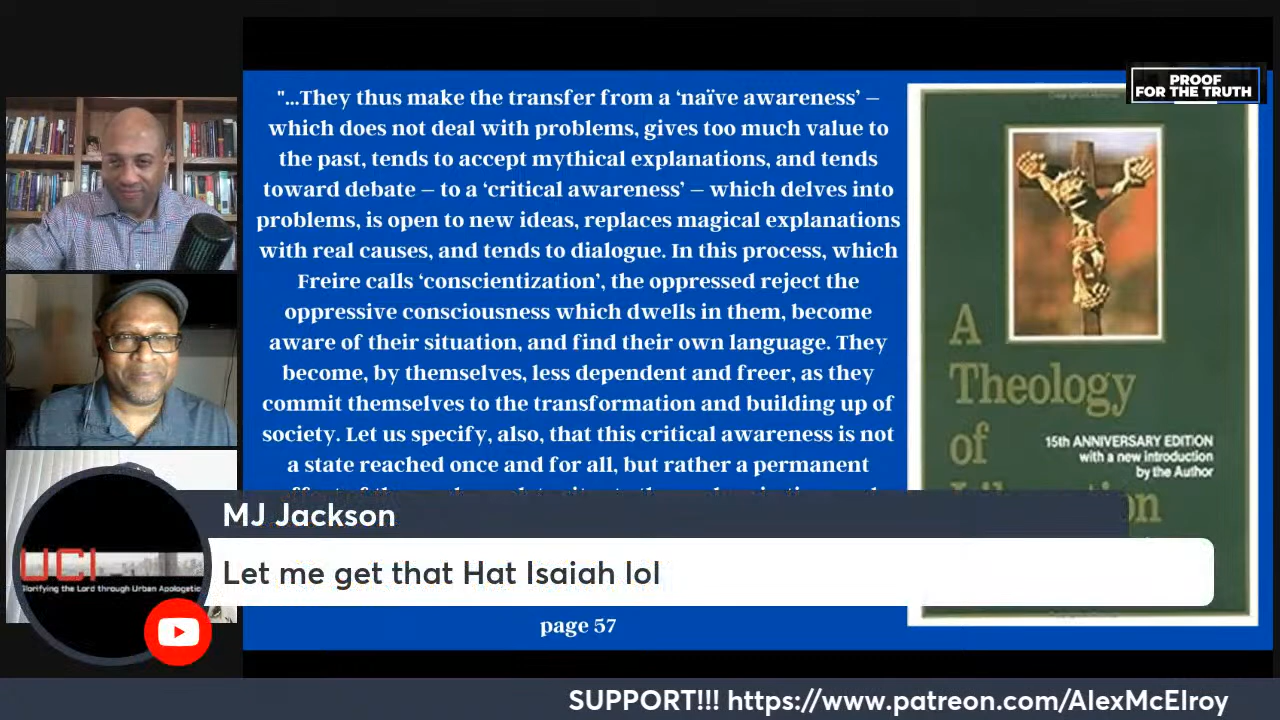 PROOF
FOR THE TRUTH
"...They thus make the transfer from a ‘naïve awareness’ –
which does not deal with problems, gives too much value to
the past, tends to accept mythical explanations, and tends
toward debate – to a ‘critical awareness’ – which delves into
problems, is open to new ideas, replaces magical explanations
with real causes, and tends to dialogue. In this process, which
Freire calls ‘conscientization’, the oppressed reject the
oppressive consciousness which dwells in them, become
aware of their situation, and find their own language. They
become, by themselves, less dependent and freer, as they
commit themselves to the transformation and building up of
society. Let us specify, also, that this critical awareness is not
a state reached once and for all, but rather a permanent
page 57
A
Theology
of
15th ANNIVERSARY EDITION
with a new introduction
by the Author
MJ Jackson
Let me get that Hat Isaiah lol
UCI
Glorifying the Lord through Urban Apologetic
SUPPORT!!! https://www.patreon.com/AlexMcElroy